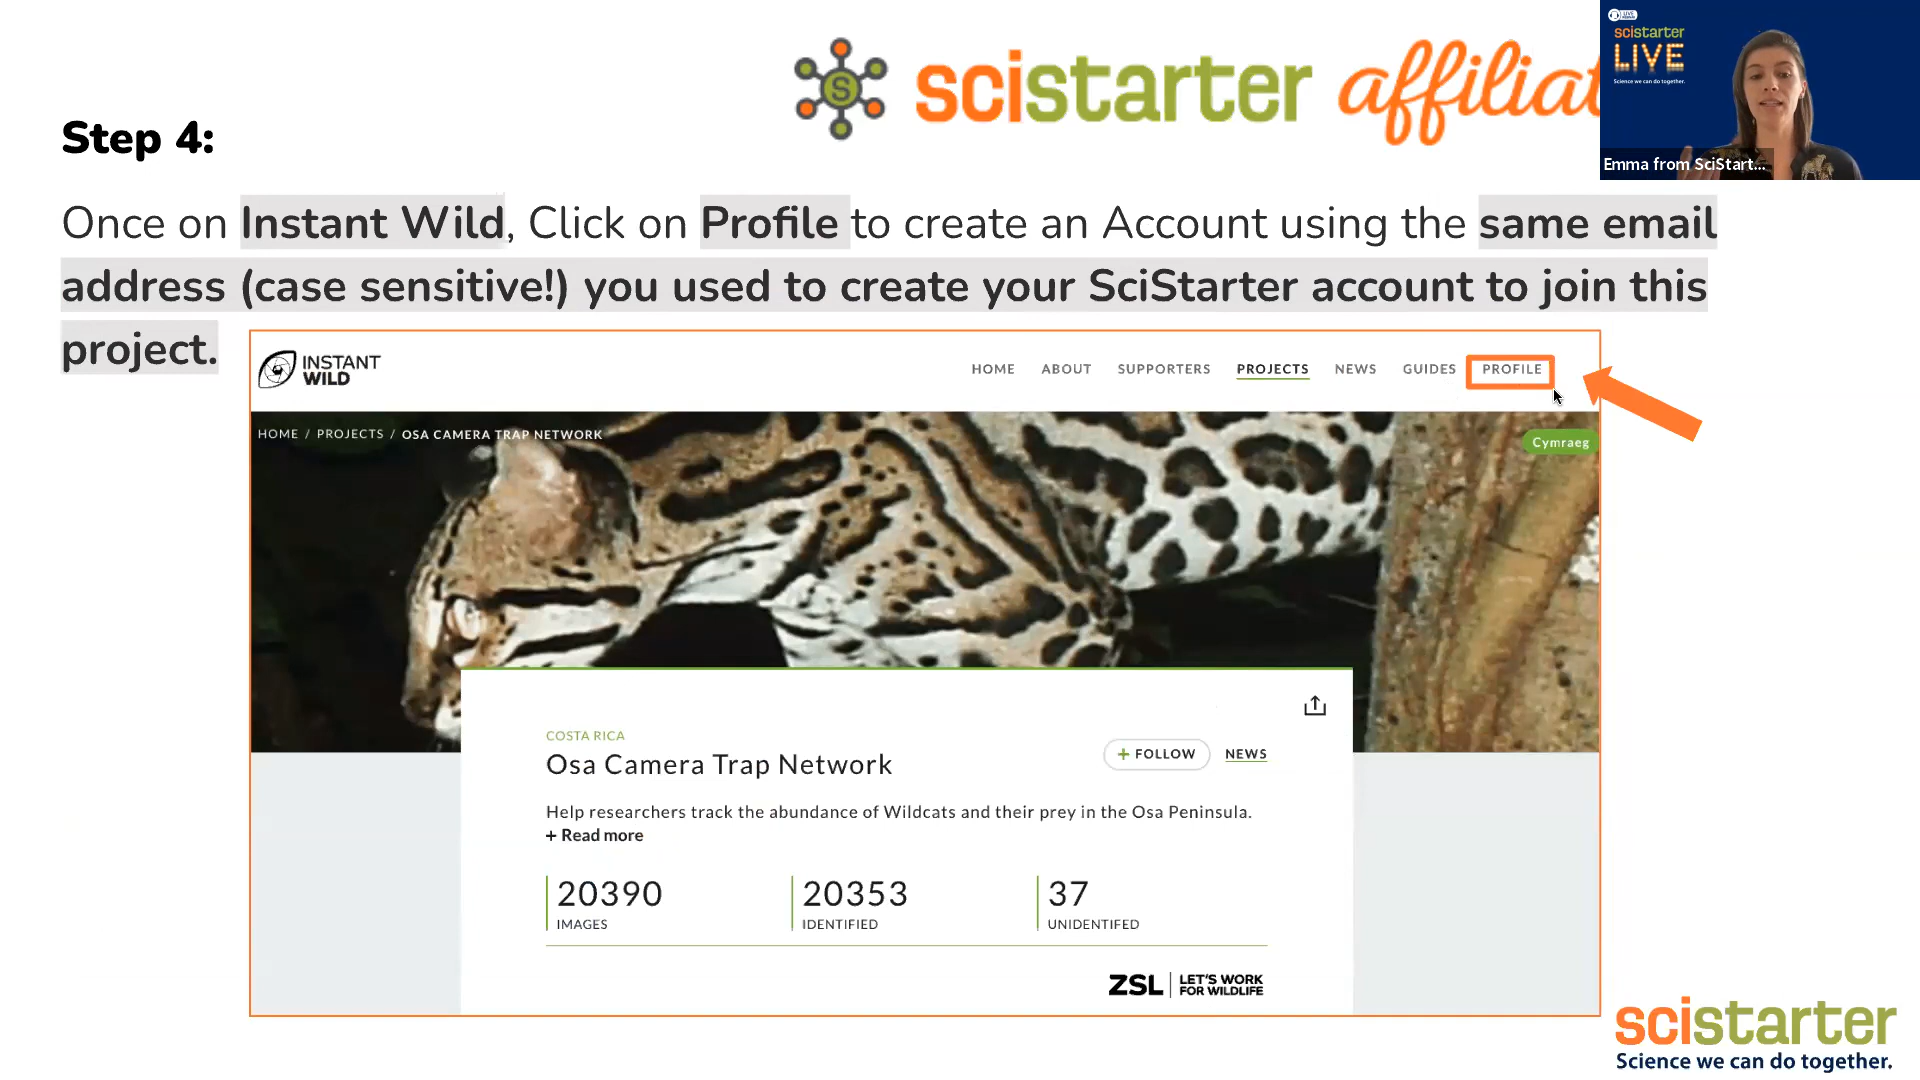 scistarter affiliat
scistarter
LIVE
Science we can do together.
Emma from SciStart...
Step 4:
Once on Instant Wild, Click on Profile to create an Account using the same email
address (case sensitive!) you used to create your SciStarter account to join this
project.
INSTANT
WILD
HOME ABOUT SUPPORTERS PROJECTS NEWS GUIDES PROFILE
HOME / PROJECTS / OSA CAMERA TRAP NETWORK
Cymraeg
COSTA RICA
Osa Camera Trap Network
+ FOLLOW NEWS
Help researchers track the abundance of Wildcats and their prey in the Osa Peninsula.
+ Read more
20390 20353 37
IMAGES IDENTIFIED UNIDENTIFED
ZSL LET'S WORK
FOR WILDLIFE
scistarter
Science we can do together.